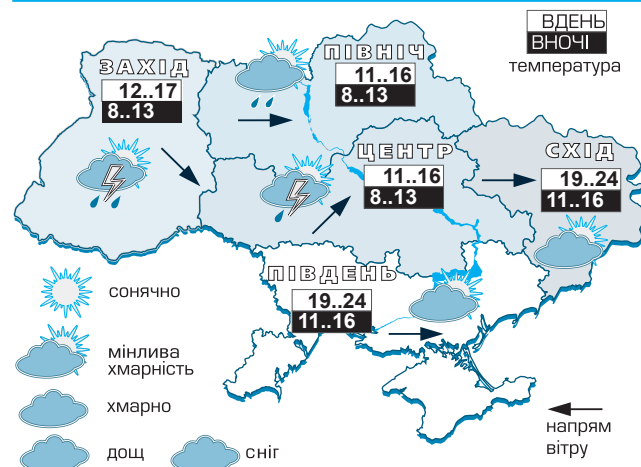 ВДЕНЬ
ВНОЧІ
температура
ПІВНІЧ
11..16
8..13
ЗАХІД
12..17
8..13
ЦЕНТР
11..16
8..13
СХІД
19..24
11..16
ПІВДЕНЬ
19..24
11..16
сонячно
мінлива
хмарність
хмарно
дощ
сніг
напрям
вітру